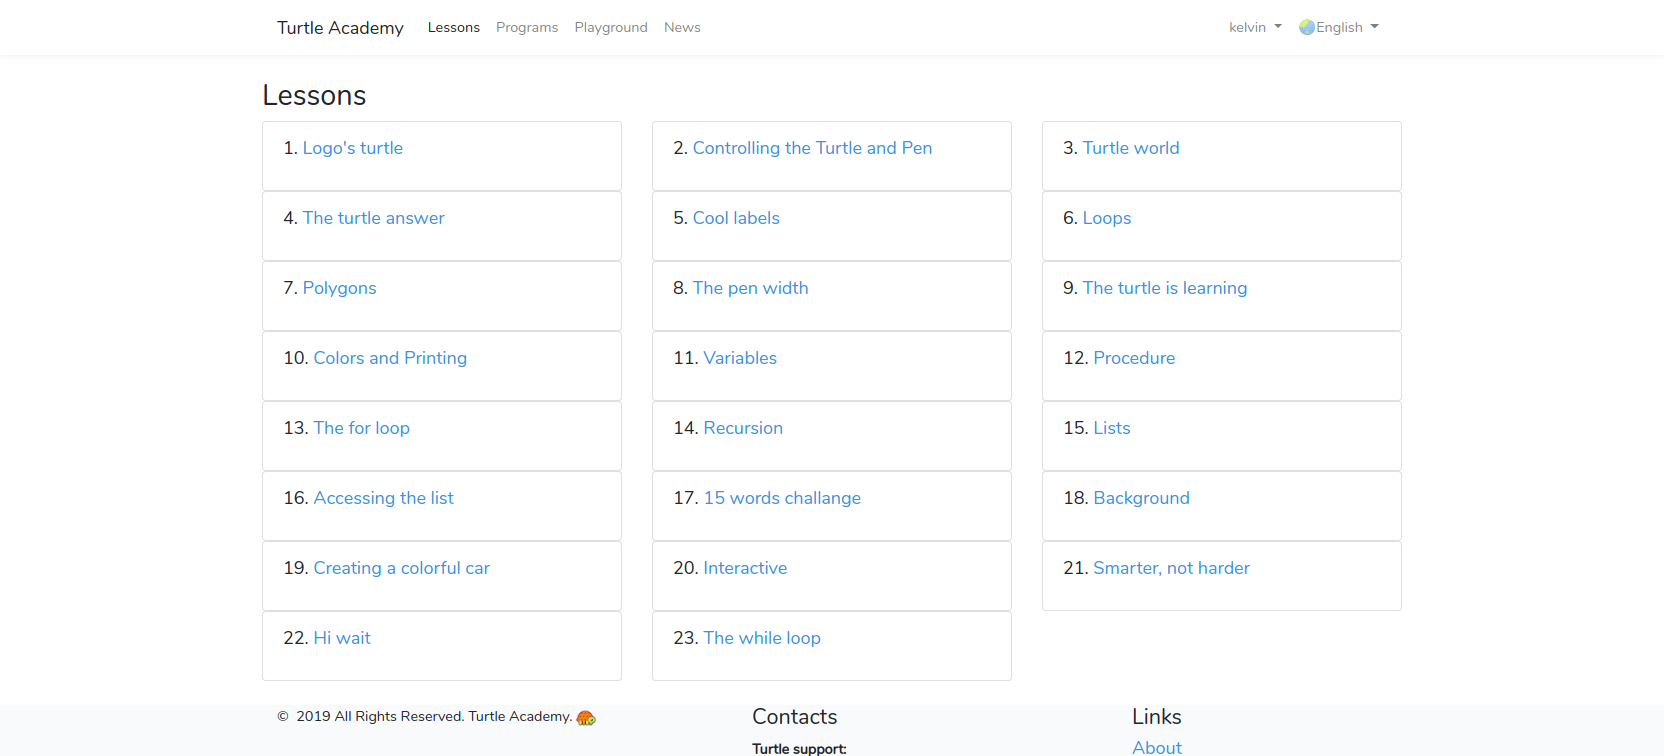 Turtle Academy Lessons Programs Playground News kelvin English
Lessons
1. Logo's turtle
2. Controlling the Turtle and Pen
3. Turtle world
4. The turtle answer
5. Cool labels
6. Loops
7. Polygons
8. The pen width
9. The turtle is learning
10. Colors and Printing
11. Variables
12. Procedure
13. The for loop
14. Recursion
15. Lists
16. Accessing the list
17. 15 words challange
18. Background
19. Creating a colorful car
20. Interactive
21. Smarter, not harder
22. Hi wait
23. The while loop
© 2019 All Rights Reserved. Turtle Academy.
Contacts
Turtle support:
Links
About